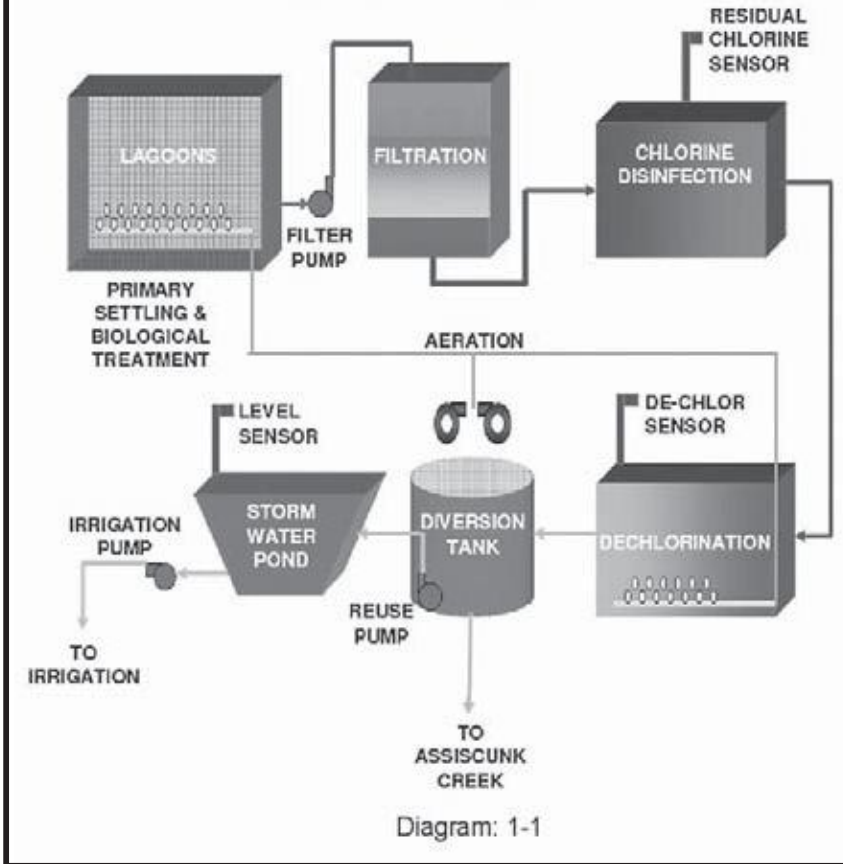 RESIDUAL
CHLORINE
SENSOR
LAGOONS
FILTRATION
CHLORINE
DISINFECTION
FILTER
PUMP
PRIMARY
SETTLING &
BIOLOGICAL
TREATMENT
AERATION
LEVEL
SENSOR
DE-CHLOR
SENSOR
STORM
WATER
POND
DIVERSION
TANK
DECHLORINATION
IRRIGATION
PUMP
REUSE
PUMP
TO
IRRIGATION
TO
ASSISCUNK
CREEK
Diagram: 1-1